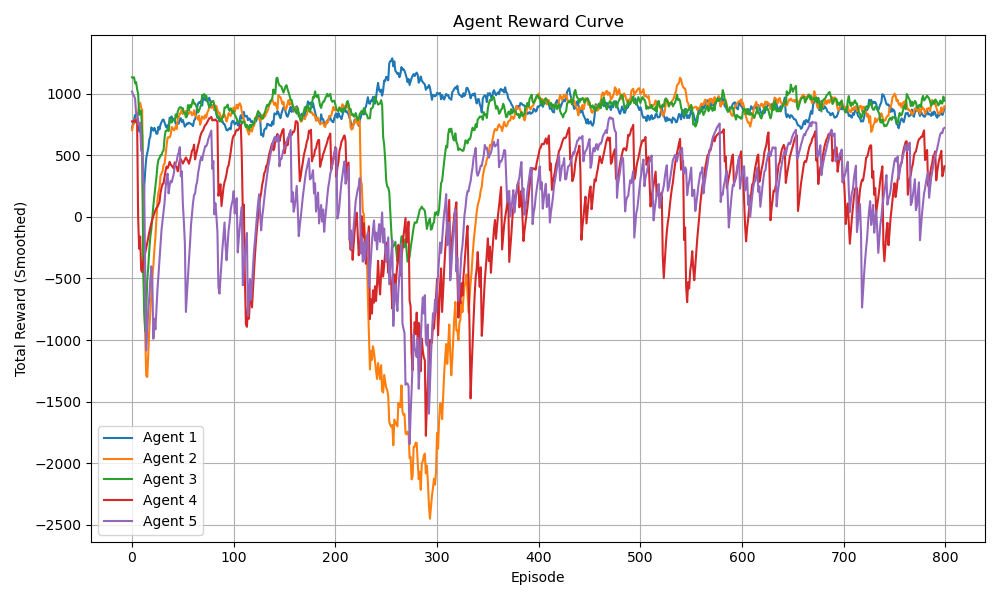 Agent Reward Curve
Total Reward (Smoothed)
1000
500
0
−500
−1000
−1500
−2000
−2500
Agent 1
Agent 2
Agent 3
Agent 4
Agent 5
0 100 200 300 400 500 600 700 800
Episode